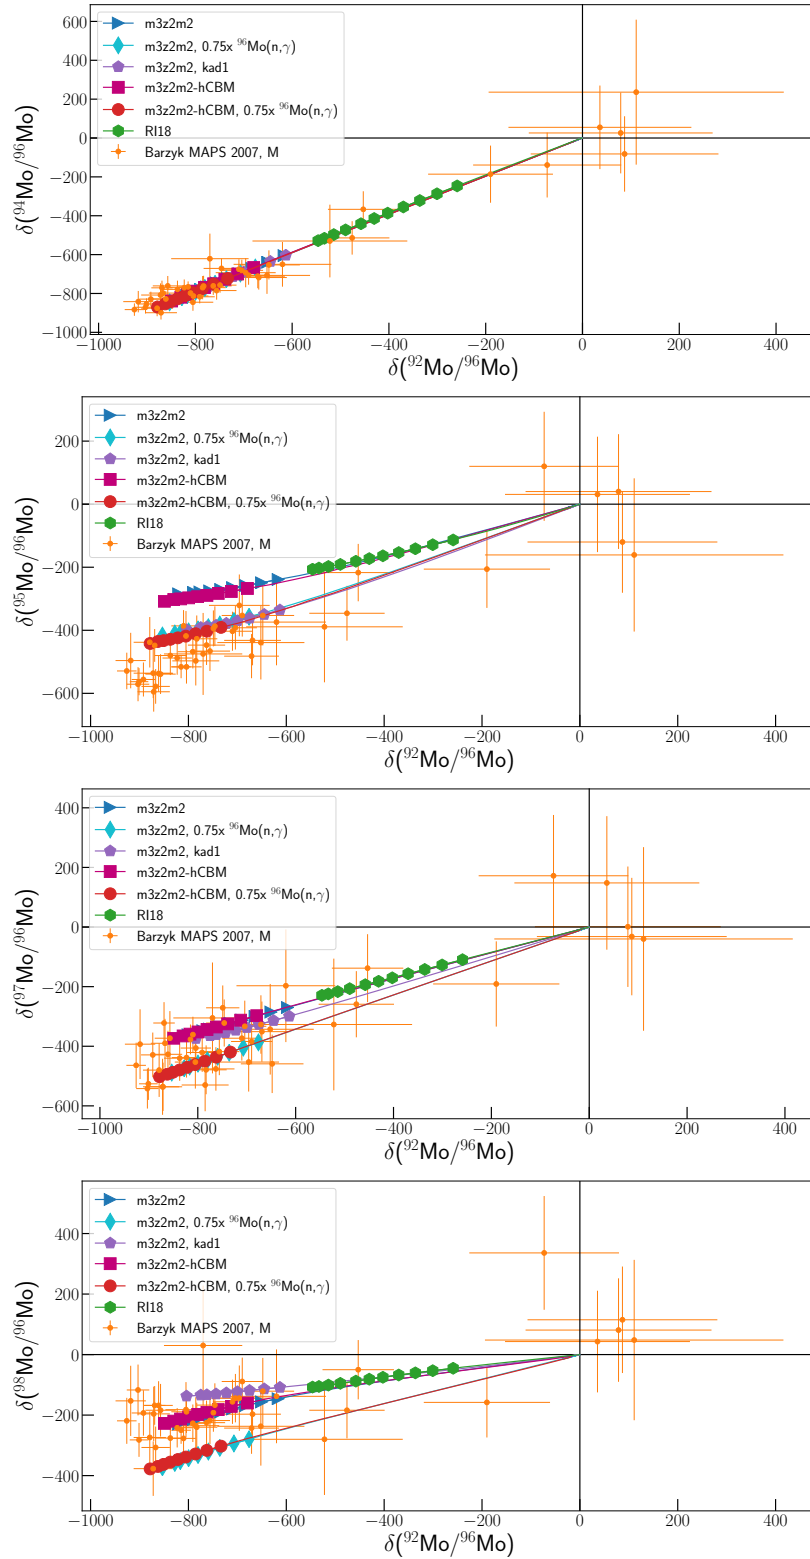 m3z2m2
m3z2m2, 0.75x ⁹⁶Mo(n,γ)
m3z2m2, kad1
m3z2m2-hCBM
m3z2m2-hCBM, 0.75x ⁹⁶Mo(n,γ)
RI18
Barzyk MAPS 2007, M
δ(⁹⁴Mo/⁹⁶Mo)
600
400
200
0
−200
−400
−600
−800
−1000
−1000 −800 −600 −400 −200 0 200 400
δ(⁹²Mo/⁹⁶Mo)
m3z2m2
m3z2m2, 0.75x ⁹⁶Mo(n,γ)
m3z2m2, kad1
m3z2m2-hCBM
m3z2m2-hCBM, 0.75x ⁹⁶Mo(n,γ)
RI18
Barzyk MAPS 2007, M
δ(⁹⁵Mo/⁹⁶Mo)
200
0
−200
−400
−600
−1000 −800 −600 −400 −200 0 200 400
δ(⁹²Mo/⁹⁶Mo)
m3z2m2
m3z2m2, 0.75x ⁹⁶Mo(n,γ)
m3z2m2, kad1
m3z2m2-hCBM
m3z2m2-hCBM, 0.75x ⁹⁶Mo(n,γ)
RI18
Barzyk MAPS 2007, M
δ(⁹⁷Mo/⁹⁶Mo)
400
200
0
−200
−400
−600
−1000 −800 −600 −400 −200 0 200 400
δ(⁹²Mo/⁹⁶Mo)
m3z2m2
m3z2m2, 0.75x ⁹⁶Mo(n,γ)
m3z2m2, kad1
m3z2m2-hCBM
m3z2m2-hCBM, 0.75x ⁹⁶Mo(n,γ)
RI18
Barzyk MAPS 2007, M
δ(⁹⁸Mo/⁹⁶Mo)
400
200
0
−200
−400
−1000 −800 −600 −400 −200 0 200 400
δ(⁹²Mo/⁹⁶Mo)